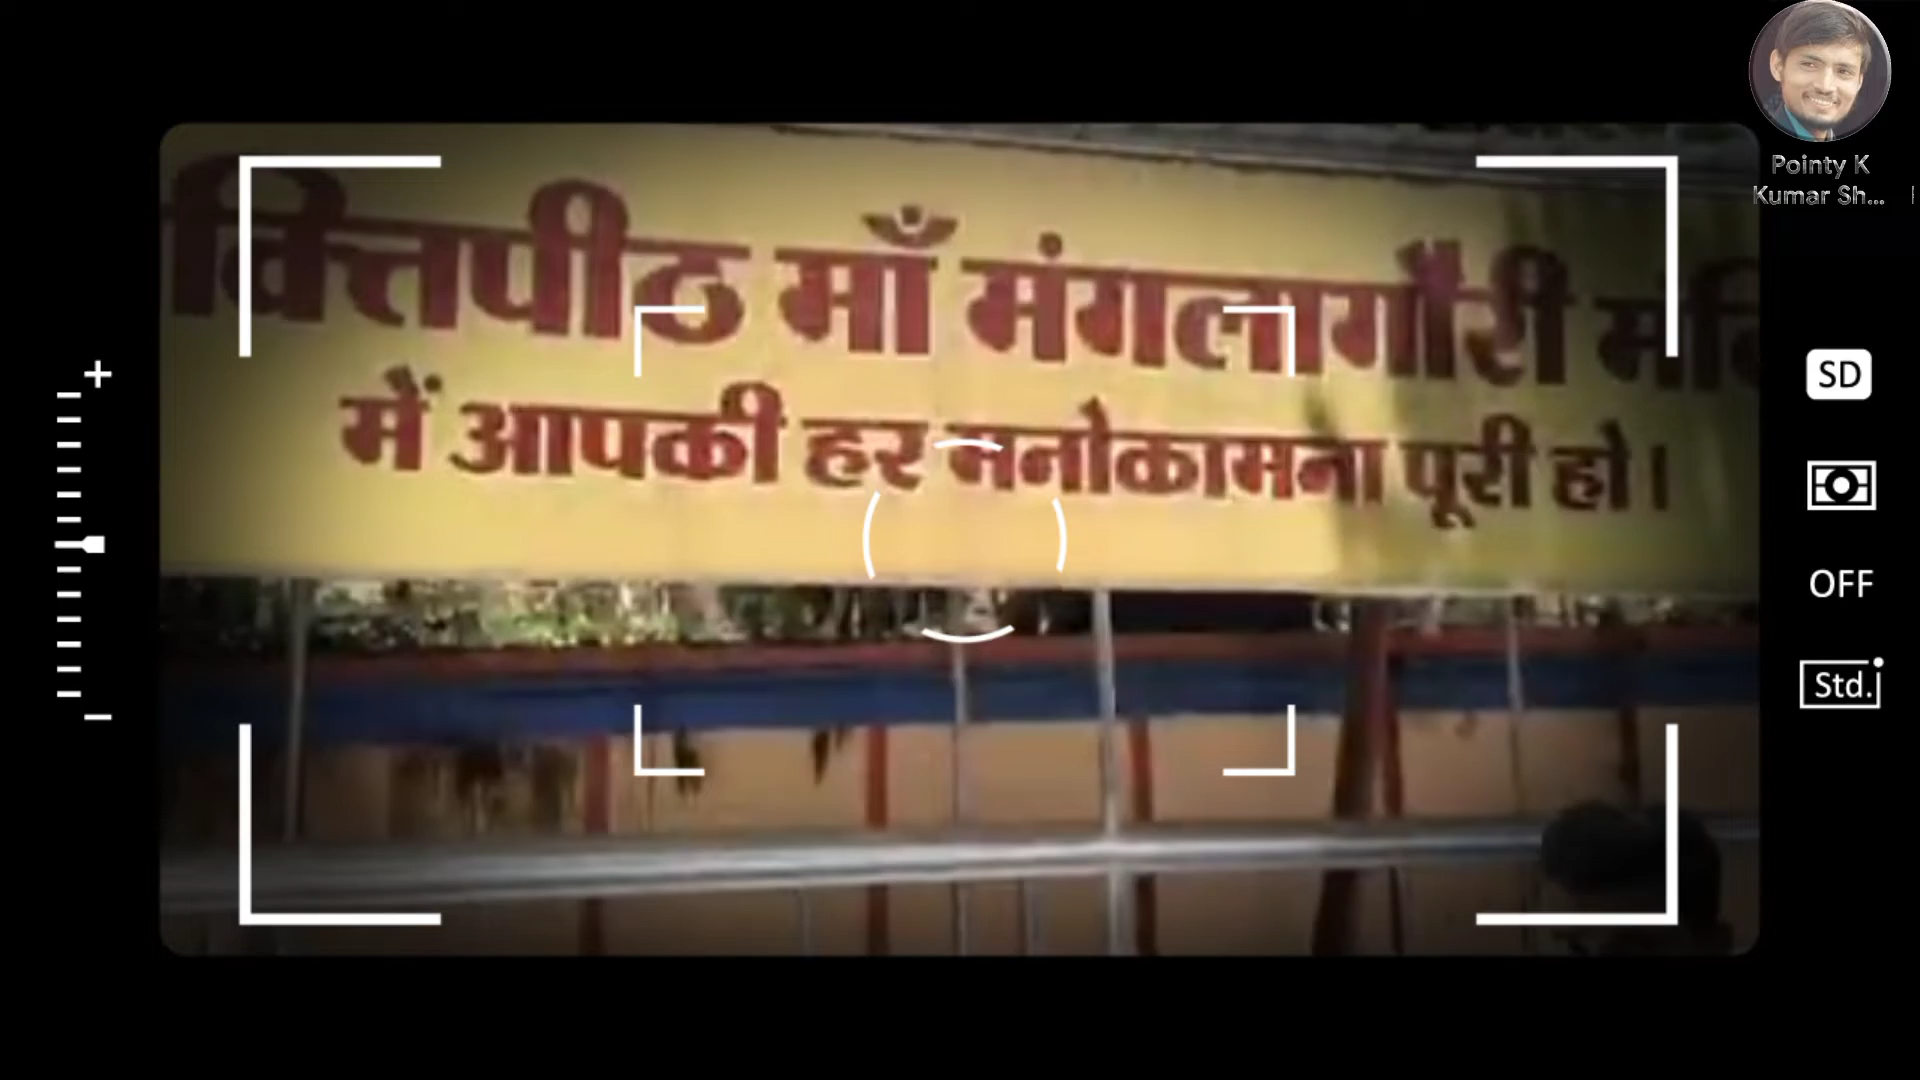 क्तिपीठ माँ मंगलागौरी
में आपकी हर मनोकामना पूरी हो।
Pointy K
Kumar Sh...
SD
OFF
Std.